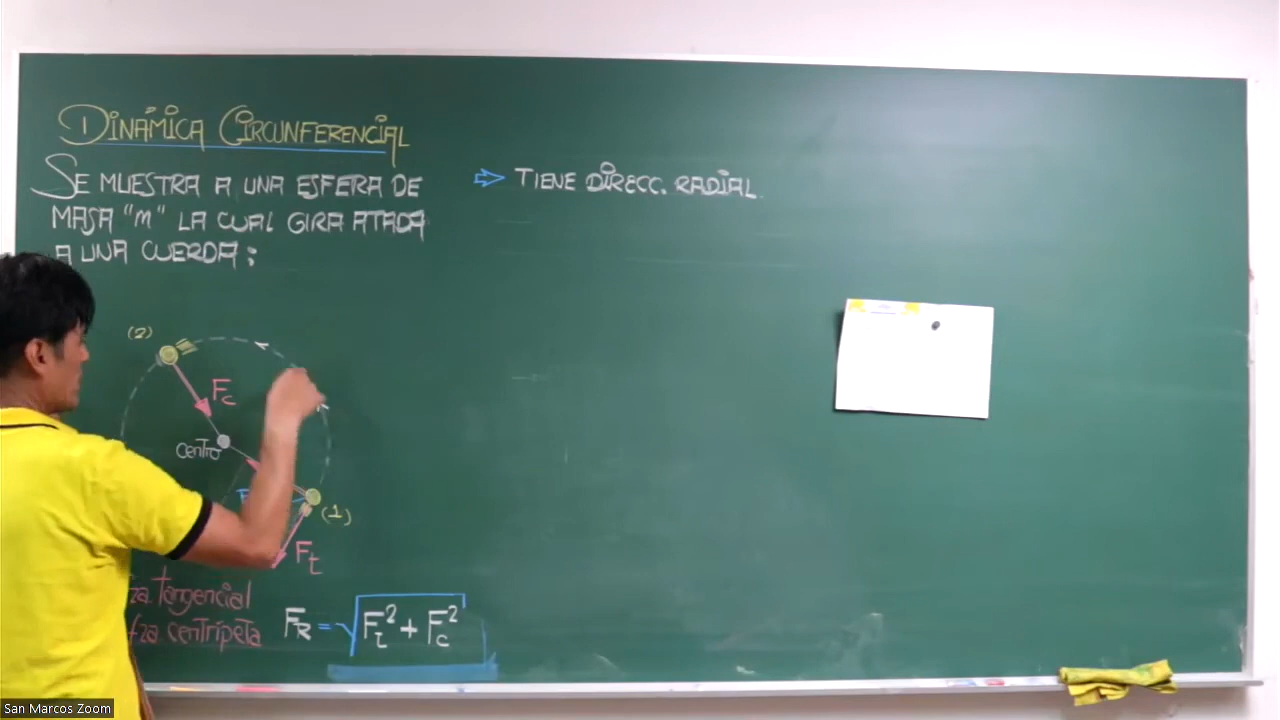 DINÁMICA CIRCUNFERENCIAL
SE MUESTRA A UNA ESFERA DE
MASA "m" LA CUAL GIRA ATADA
A UNA CUERDA:
⇨ TIENE DIRECC. RADIAL.
(2)
Fc
centro
F
(1)
Ft
za tangencial
fza centrípeta
FR = √Ft² + Fc²
San Marcos Zoom